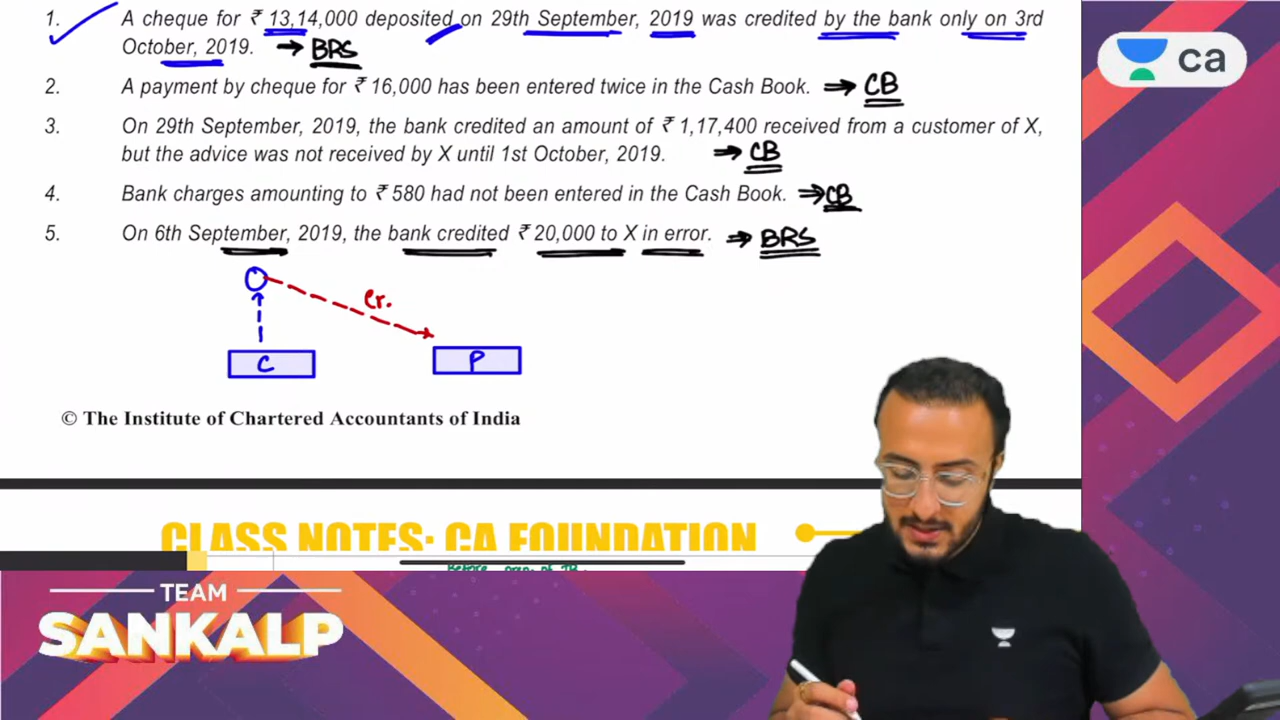 1. A cheque for ₹ 13,14,000 deposited on 29th September, 2019 was credited by the bank only on 3rd
October, 2019. → BRS
2. A payment by cheque for ₹ 16,000 has been entered twice in the Cash Book. → CB
3. On 29th September, 2019, the bank credited an amount of ₹ 1,17,400 received from a customer of X,
but the advice was not received by X until 1st October, 2019. → CB
4. Bank charges amounting to ₹ 580 had not been entered in the Cash Book. → CB
5. On 6th September, 2019, the bank credited ₹ 20,000 to X in error. → BRS
Cr.
C P
© The Institute of Chartered Accountants of India
CLASS NOTES: CA FOUNDATION
Before
TEAM
SANKALP
ca